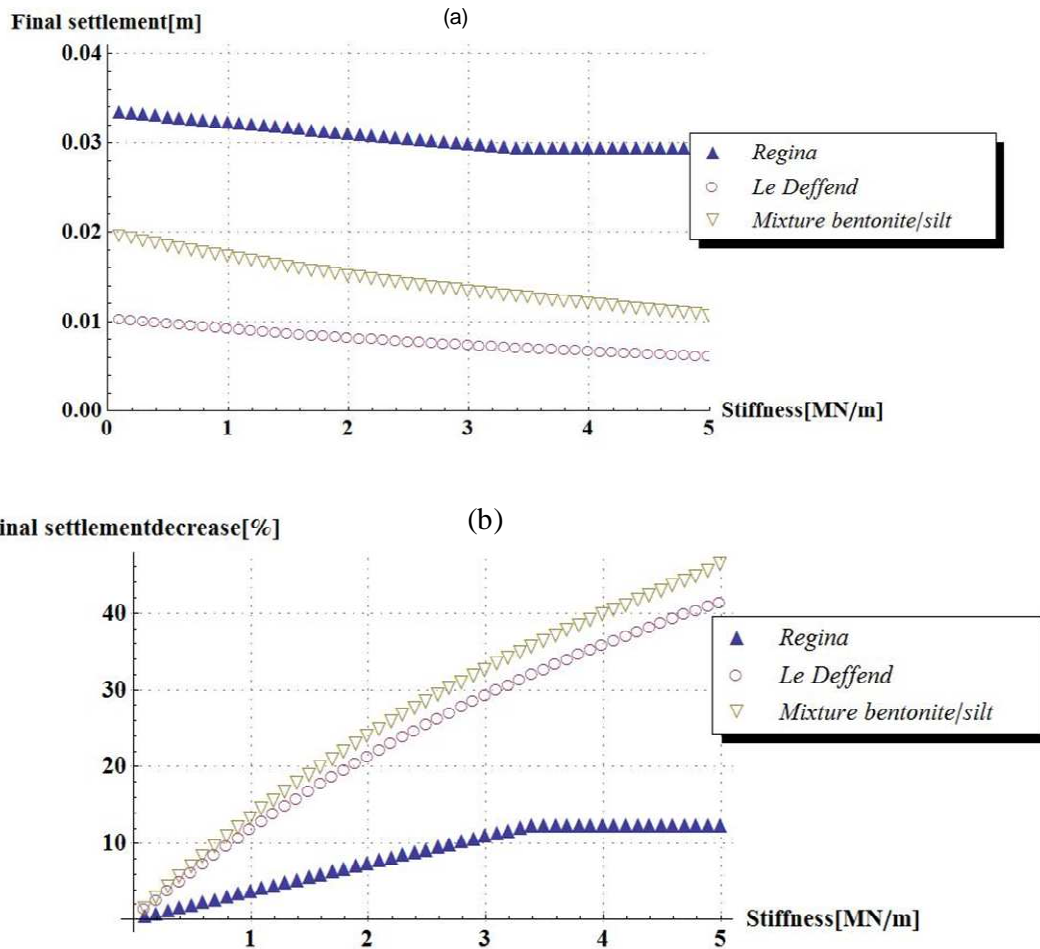 (a)
Final settlement[m]
0.04
0.03
0.02
0.01
0.00
0 1 2 3 4 5
Stiffness[MN/m]
Regina
Le Deffend
Mixture bentonite/silt
(b)
inal settlementdecrease[%]
40
30
20
10
1 2 3 4 5
Stiffness[MN/m]
Regina
Le Deffend
Mixture bentonite/silt